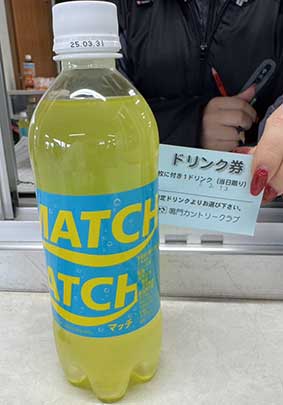 25.03.31
MATCH
MATCH
マッチ
ドリンク券
枚に付き1ドリンク (当日限り)
定ドリンクよりお選び下さい。
鳴門カントリークラブ